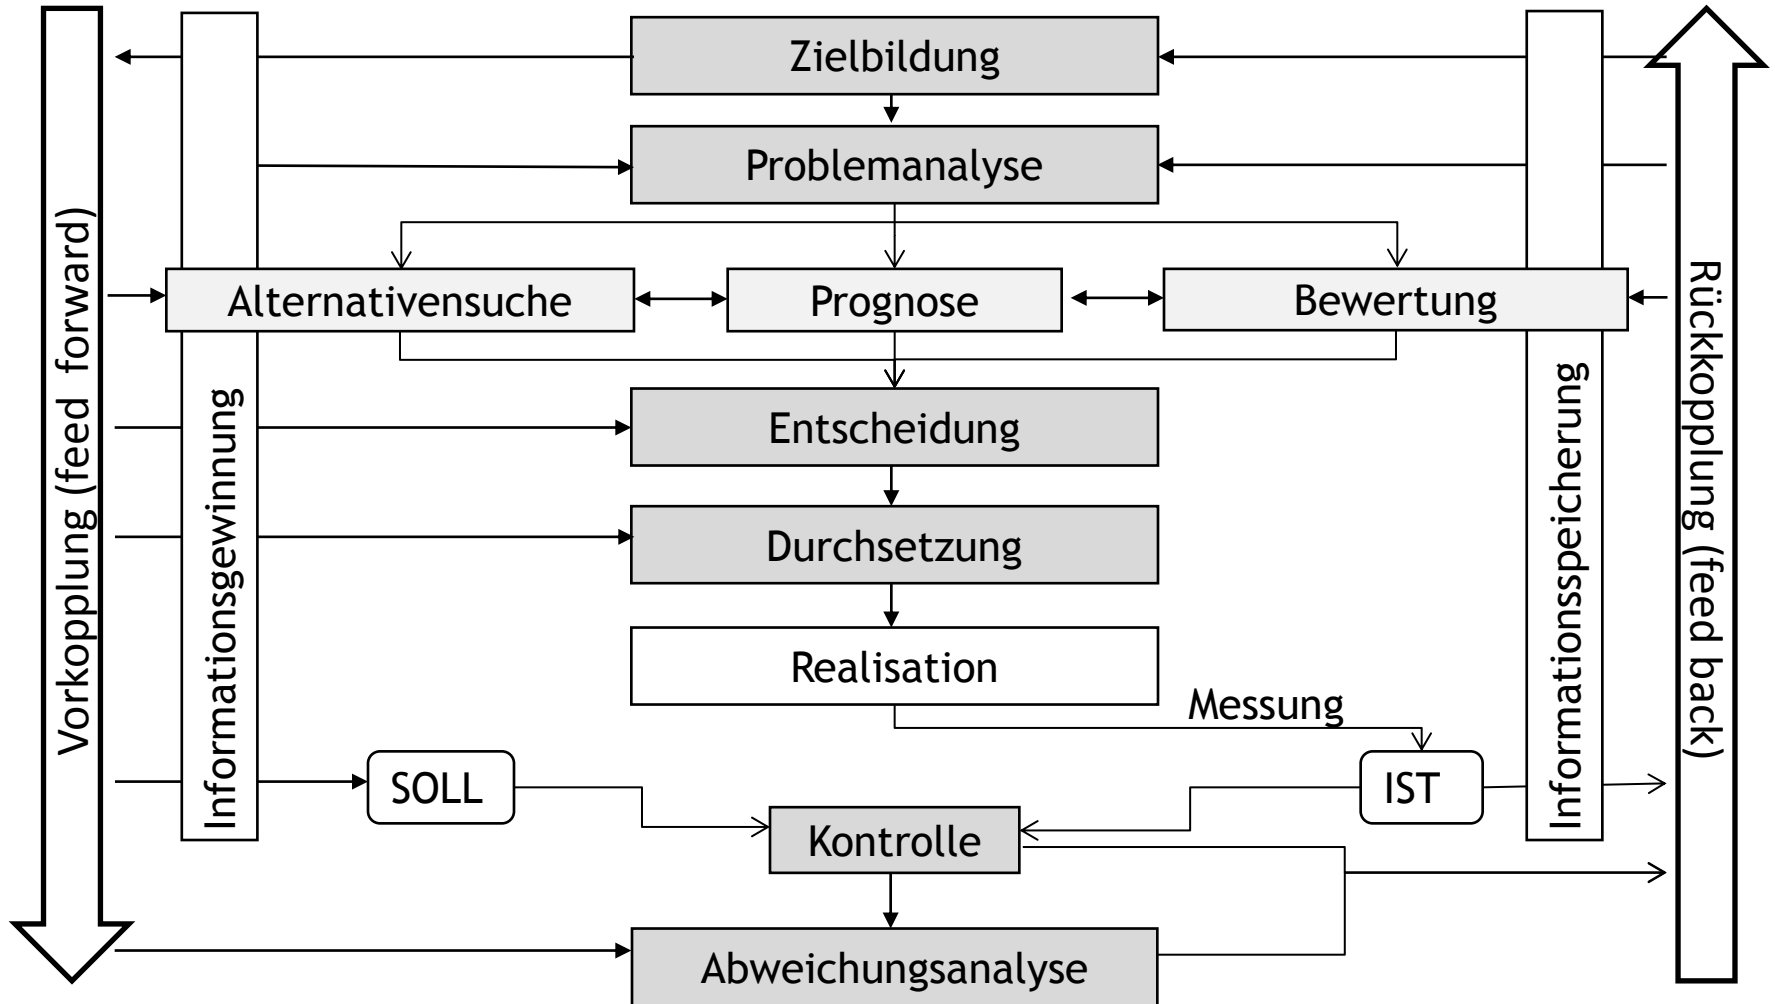 Zielbildung
Problemanalyse
Alternativensuche
Prognose
Bewertung
Entscheidung
Durchsetzung
Realisation
Messung
SOLL
IST
Kontrolle
Abweichungsanalyse
Vorkopplung (feed forward)
Informationsgewinnung
Informationsspeicherung
Rückkopplung (feed back)